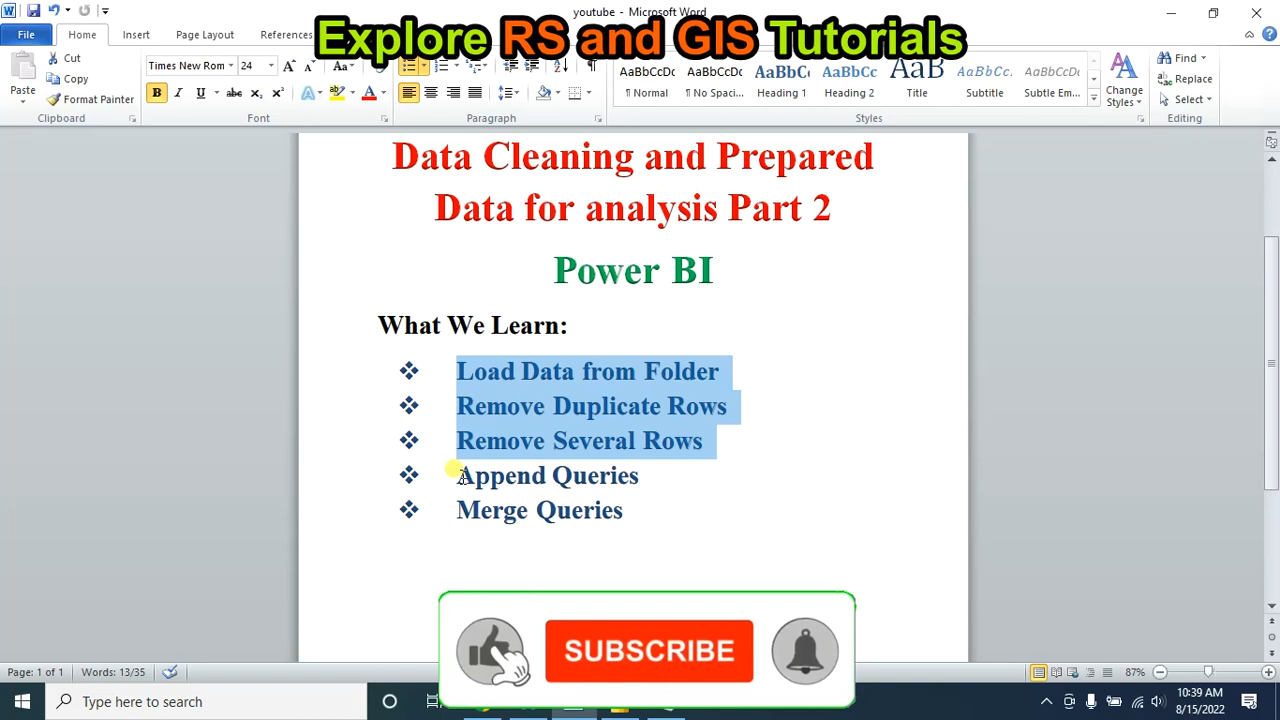 youtube - Microsoft Word
Explore RS and GIS Tutorials
File Home Insert Page Layout References
Cut
Copy
Format Painter
Paste
Times New Rom 24
B I U abc
Aa
AaBbCcDc AaBbCcDc AaBbC AaBbCc AaB AaBbCcDc AaBbCcDc
¶ Normal ¶ No Spaci... Heading 1 Heading 2 Title Subtitle Subtle Em...
Change
Styles
Find
Replace
Select
Clipboard Font Paragraph Styles Editing
Data Cleaning and Prepared
Data for analysis Part 2
Power BI
What We Learn:
❖ Load Data from Folder
❖ Remove Duplicate Rows
❖ Remove Several Rows
❖ Append Queries
❖ Merge Queries
SUBSCRIBE
Page: 1 of 1 Words: 13/35 87%
Type here to search
10:39 AM
8/15/2022